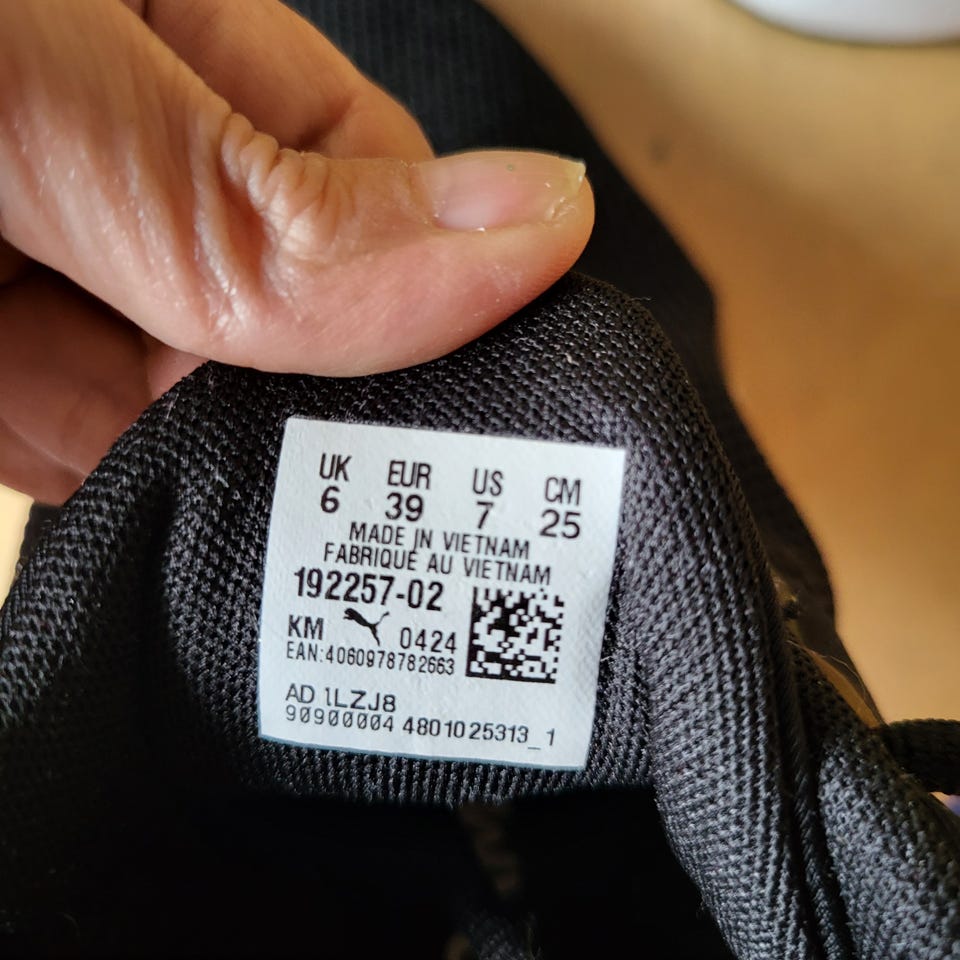 UK EUR US CM
6 39 7 25
MADE IN VIETNAM
FABRIQUÉ AU VIETNAM
192257-02
KM 0424
EAN:4060978782663
AD 1LZJ8
90900004 4801025313_1